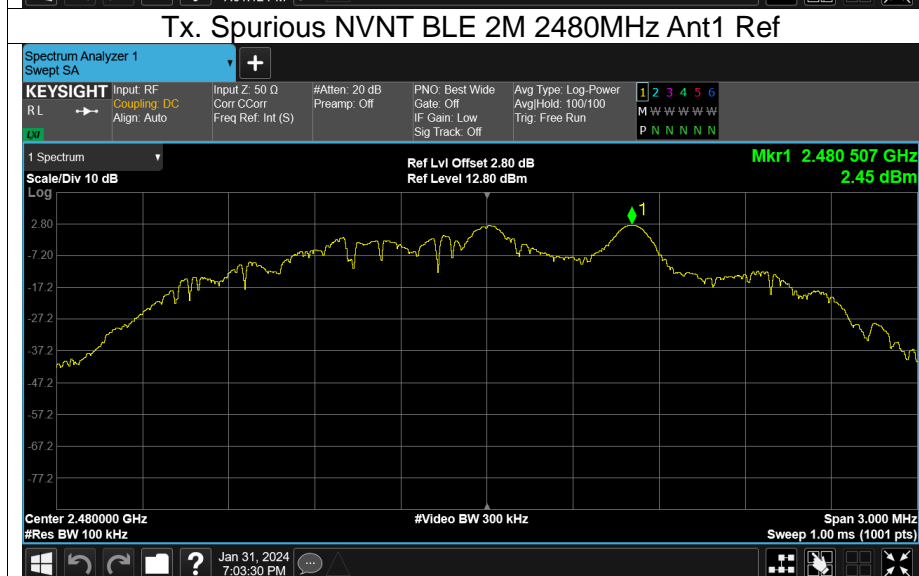 Tx. Spurious NVNT BLE 2M 2480MHz Ant1 Ref
Spectrum Analyzer 1
Swept SA
KEYSIGHT
R L
LXI
Input: RF
Coupling: DC
Align: Auto
Input Z: 50 Ω
Corr CCorr
Freq Ref: Int (S)
#Atten: 20 dB
Preamp: Off
PNO: Best Wide
Gate: Off
IF Gain: Low
Sig Track: Off
Avg Type: Log-Power
Avg|Hold: 100/100
Trig: Free Run
1 2 3 4 5 6
M W W W W W
P N N N N N
1 Spectrum
Scale/Div 10 dB
Log
Ref Lvl Offset 2.80 dB
Ref Level 12.80 dBm
Mkr1 2.480 507 GHz
2.45 dBm
1
2.80
-7.20
-17.2
-27.2
-37.2
-47.2
-57.2
-67.2
-77.2
Center 2.480000 GHz
#Res BW 100 kHz
#Video BW 300 kHz
Span 3.000 MHz
Sweep 1.00 ms (1001 pts)
?
Jan 31, 2024
7:03:30 PM